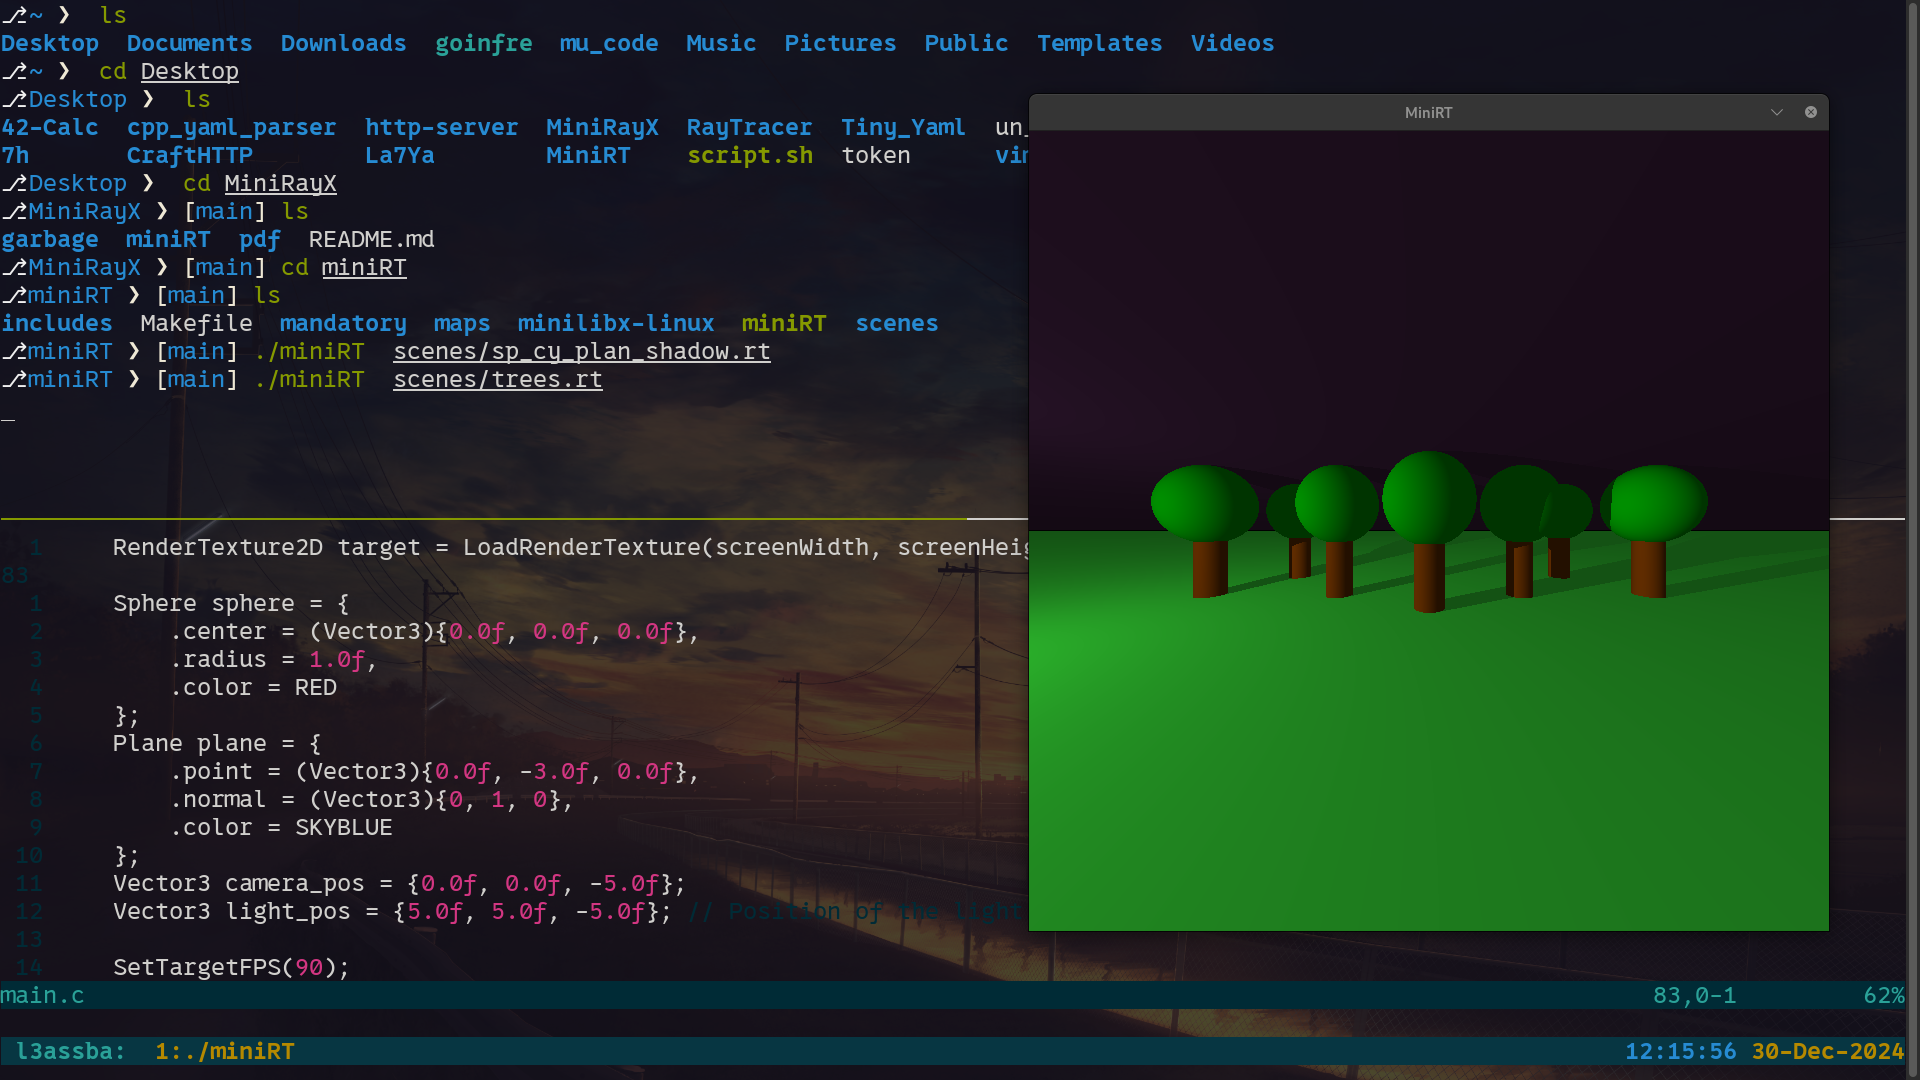 ⎇~ ❯  ls
Desktop  Documents  Downloads  goinfre  mu_code  Music  Pictures  Public  Templates  Videos
⎇~ ❯  cd Desktop
⎇Desktop ❯  ls
42-Calc  cpp_yaml_parser  http-server  MiniRayX  RayTracer  Tiny_Yaml  un_
7h       CraftHTTP        La7Ya        MiniRT    script.sh  token
⎇Desktop ❯  cd MiniRayX
⎇MiniRayX ❯ [main] ls
garbage  miniRT  pdf  README.md
⎇MiniRayX ❯ [main] cd miniRT
⎇miniRT ❯ [main] ls
includes  Makefile  mandatory  maps  minilibx-linux  miniRT  scenes
⎇miniRT ❯ [main] ./miniRT  scenes/sp_cy_plan_shadow.rt
⎇miniRT ❯ [main] ./miniRT  scenes/trees.rt
_
MiniRT
1      RenderTexture2D target = LoadRenderTexture(screenWidth, screenHeig
83
1      Sphere sphere = {
2          .center = (Vector3){0.0f, 0.0f, 0.0f},
3          .radius = 1.0f,
4          .color = RED
5      };
6      Plane plane = {
7          .point = (Vector3){0.0f, -3.0f, 0.0f},
8          .normal = (Vector3){0, 1, 0},
9          .color = SKYBLUE
10     };
11     Vector3 camera_pos = {0.0f, 0.0f, -5.0f};
12     Vector3 light_pos = {5.0f, 5.0f, -5.0f}; // Position of the light
13
14     SetTargetFPS(90);
main.c 83,0-1 62%
l3assba:  1:./miniRT 12:15:56 30-Dec-2024